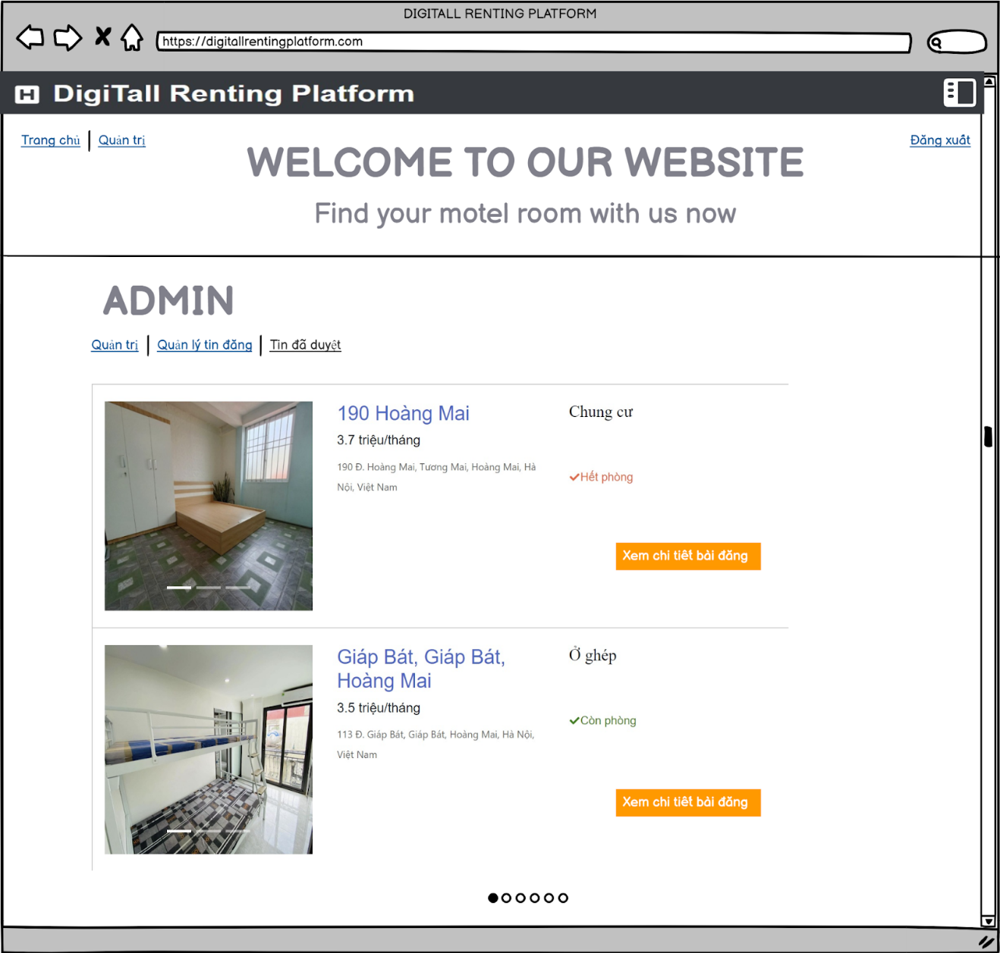 DIGITALL RENTING PLATFORM
https://digitallrentingplatform.com
H DigiTall Renting Platform
Trang chủ Quản trị Đăng xuất
WELCOME TO OUR WEBSITE
Find your motel room with us now
ADMIN
Quản trị Quản lý tin đăng Tin đã duyệt
190 Hoàng Mai
3.7 triệu/tháng
190 Đ. Hoàng Mai, Tương Mai, Hoàng Mai, Hà
Nội, Việt Nam
Chung cư
Hết phòng
Xem chi tiết bài đăng
Giáp Bát, Giáp Bát,
Hoàng Mai
3.5 triệu/tháng
113 Đ. Giáp Bát, Giáp Bát, Hoàng Mai, Hà Nội,
Việt Nam
Ở ghép
Còn phòng
Xem chi tiết bài đăng